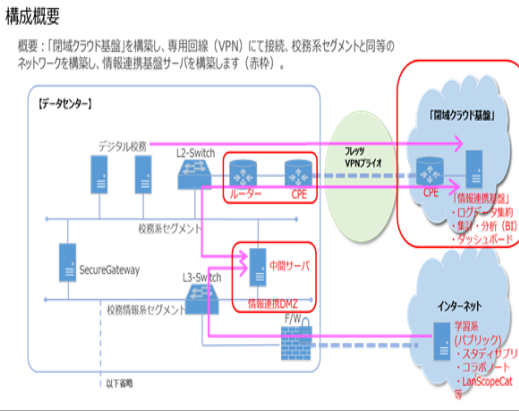 構成概要
概要：「閉域クラウド基盤」を構築し、専用回線（VPN）にて接続、校務系セグメントと同等の
ネットワークを構築し、情報連携基盤サーバを構築します（赤枠）。
【データセンター】
デジタル校務
L2-Switch
ルーター
CPE
フレッツ
VPNプライオ
「閉域クラウド基盤」
CPE
「情報連携基盤」
・ログデータ集約
・集計・分析（BI）
・ダッシュボード
校務系セグメント
SecureGateway
中間サーバ
L3-Switch
情報連携DMZ
校務情報系セグメント
F/W
インターネット
学習系
(パブリック)
・スタディサプリ
・コラボノート
・LanScopeCat
等
以下省略